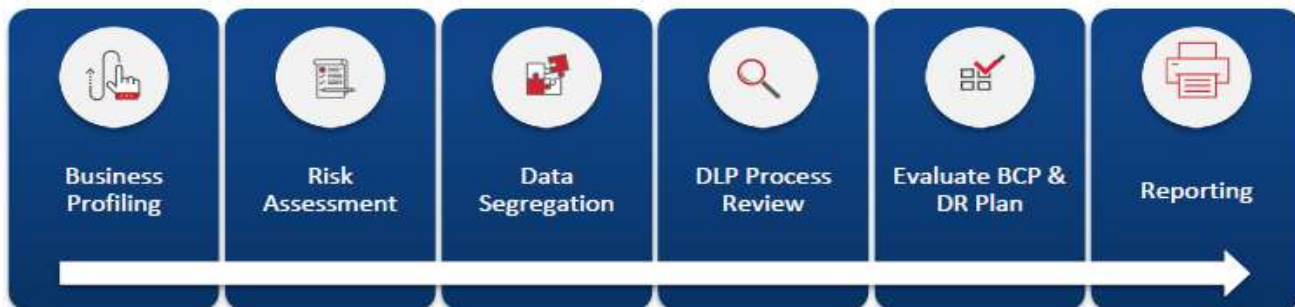 Business
Profiling
Risk
Assessment
Data
Segregation
DLP Process
Review
Evaluate BCP &
DR Plan
Reporting